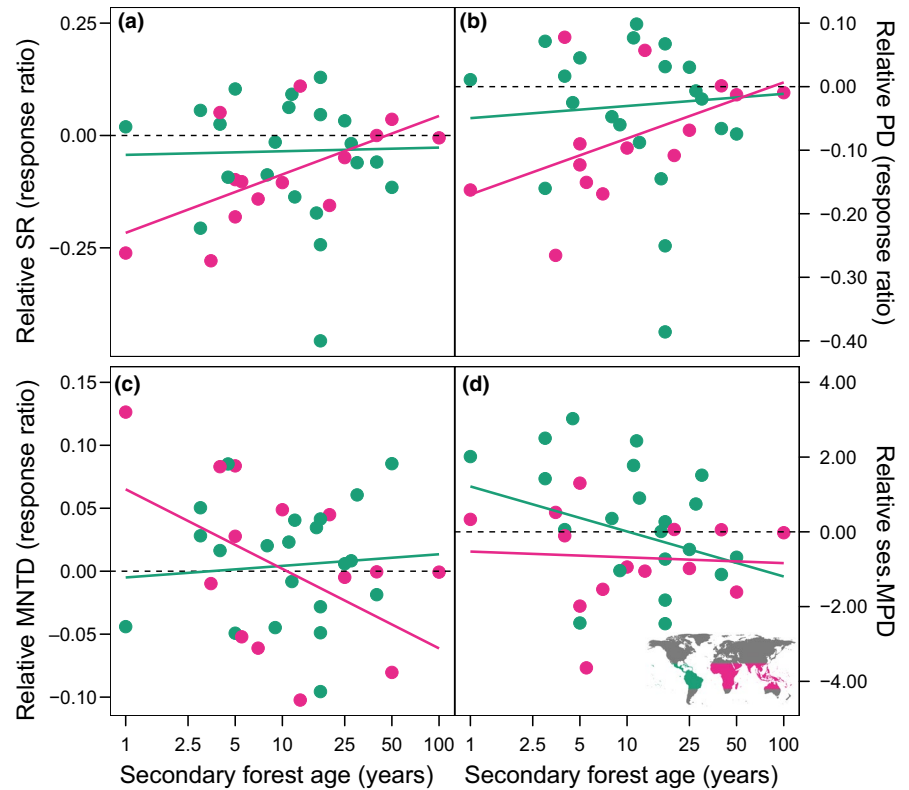 (a)
Relative SR (response ratio)
0.25
0.00
−0.25
(b)
Relative PD (response ratio)
0.10
0.00
−0.10
−0.20
−0.30
−0.40
(c)
Relative MNTD (response ratio)
0.15
0.10
0.05
0.00
−0.05
−0.10
1 2.5 5 10 25 50 100
Secondary forest age (years)
(d)
Relative ses.MPD
4.00
2.00
0.00
−2.00
−4.00
1 2.5 5 10 25 50 100
Secondary forest age (years)